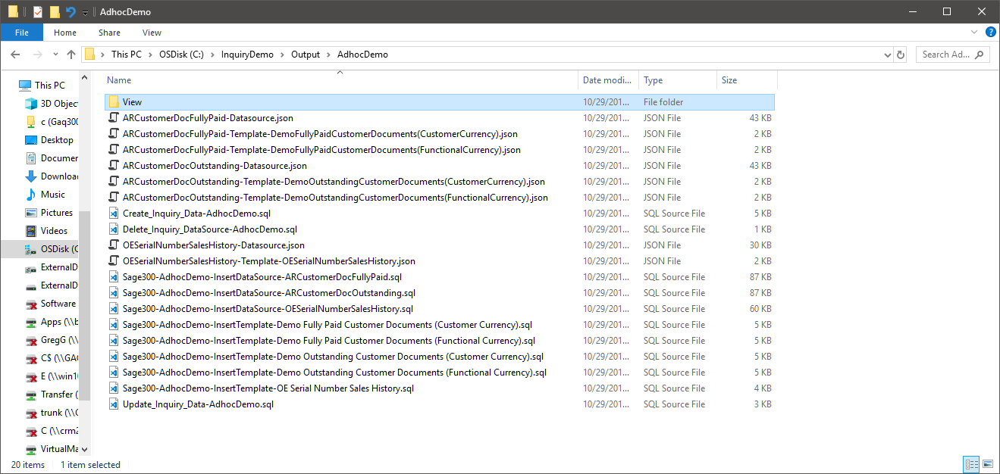 AdhocDemo
File Home Share View
This PC OSDisk (C:) InquiryDemo Output AdhocDemo Search Ad...
Name Date modi... Type Size
This PC
3D Objec
c (Gaq300
Desktop
Documer
Downloac
Music
Pictures
Videos
OSDisk (C
ExternalD
ExternalD
Software
Apps (\\b
GregG (\\
C$ (\\GA
E (\\win1
Transfer (
trunk (\\C
C (\\crm2
VirtualMa
View 10/29/201... File folder
ARCustomerDocFullyPaid-Datasource.json 10/29/201... JSON File 43 KB
ARCustomerDocFullyPaid-Template-DemoFullyPaidCustomerDocuments(CustomerCurrency).json 10/29/201... JSON File 2 KB
ARCustomerDocFullyPaid-Template-DemoFullyPaidCustomerDocuments(FunctionalCurrency).json 10/29/201... JSON File 2 KB
ARCustomerDocOutstanding-Datasource.json 10/29/201... JSON File 43 KB
ARCustomerDocOutstanding-Template-DemoOutstandingCustomerDocuments(CustomerCurrency).json 10/29/201... JSON File 2 KB
ARCustomerDocOutstanding-Template-DemoOutstandingCustomerDocuments(FunctionalCurrency).json 10/29/201... JSON File 2 KB
Create_Inquiry_Data-AdhocDemo.sql 10/29/201... SQL Source File 5 KB
Delete_Inquiry_DataSource-AdhocDemo.sql 10/29/201... SQL Source File 1 KB
OESerialNumberSalesHistory-Datasource.json 10/29/201... JSON File 30 KB
OESerialNumberSalesHistory-Template-OESerialNumberSalesHistory.json 10/29/201... JSON File 2 KB
Sage300-AdhocDemo-InsertDataSource-ARCustomerDocFullyPaid.sql 10/29/201... SQL Source File 87 KB
Sage300-AdhocDemo-InsertDataSource-ARCustomerDocOutstanding.sql 10/29/201... SQL Source File 87 KB
Sage300-AdhocDemo-InsertDataSource-OESerialNumberSalesHistory.sql 10/29/201... SQL Source File 60 KB
Sage300-AdhocDemo-InsertTemplate-Demo Fully Paid Customer Documents (Customer Currency).sql 10/29/201... SQL Source File 5 KB
Sage300-AdhocDemo-InsertTemplate-Demo Fully Paid Customer Documents (Functional Currency).sql 10/29/201... SQL Source File 5 KB
Sage300-AdhocDemo-InsertTemplate-Demo Outstanding Customer Documents (Customer Currency).sql 10/29/201... SQL Source File 5 KB
Sage300-AdhocDemo-InsertTemplate-Demo Outstanding Customer Documents (Functional Currency).sql 10/29/201... SQL Source File 5 KB
Sage300-AdhocDemo-InsertTemplate-OE Serial Number Sales History.sql 10/29/201... SQL Source File 4 KB
Update_Inquiry_Data-AdhocDemo.sql 10/29/201... SQL Source File 3 KB
20 items 1 item selected